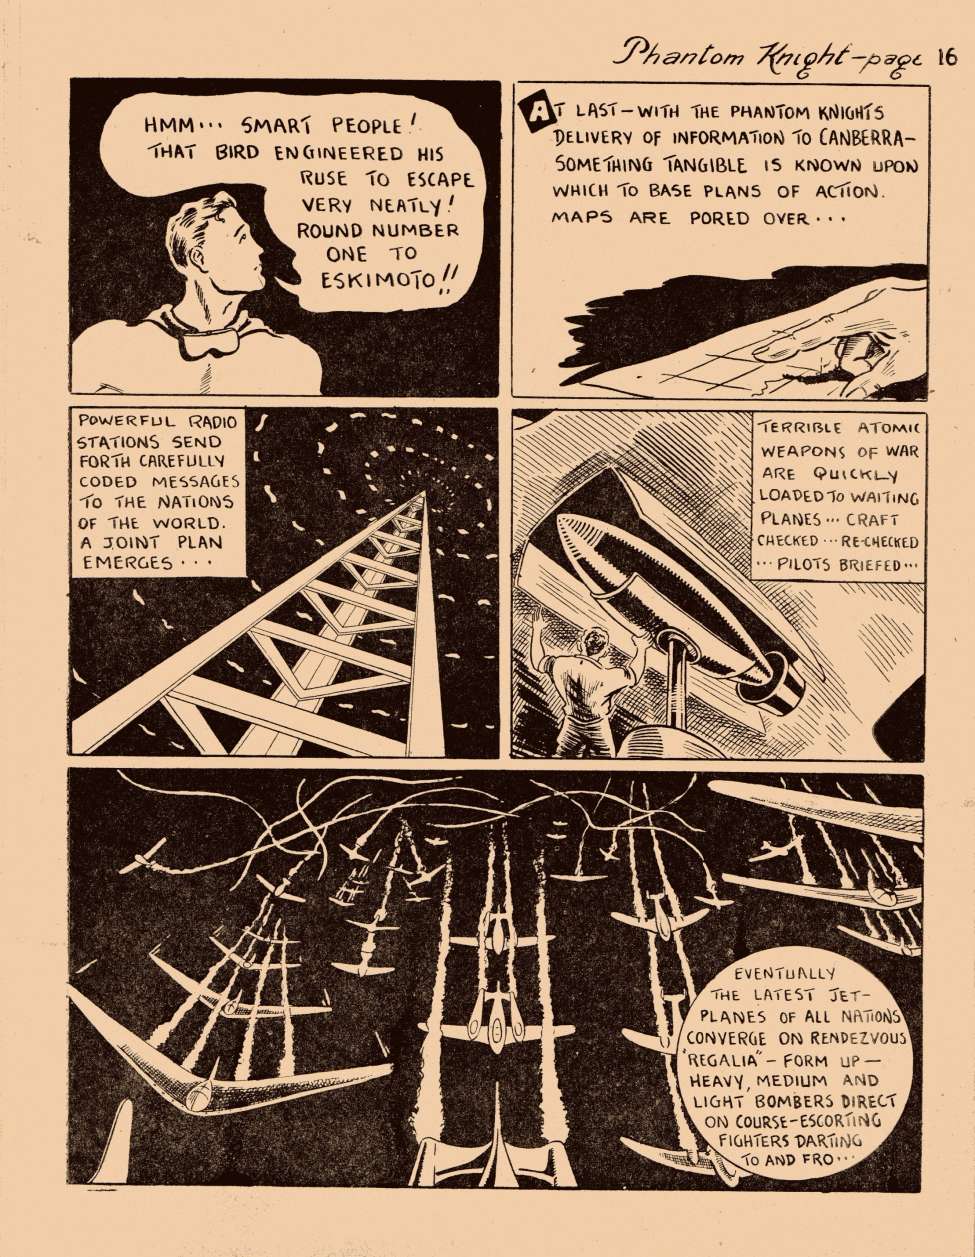 Phantom Knight-page 16
HMM... SMART PEOPLE!
THAT BIRD ENGINEERED HIS
RUSE TO ESCAPE
VERY NEATLY!
ROUND NUMBER
ONE TO
ESKIMOTO!!
AT LAST-WITH THE PHANTOM KNIGHTS
DELIVERY OF INFORMATION TO CANBERRA-
SOMETHING TANGIBLE IS KNOWN UPON
WHICH TO BASE PLANS OF ACTION.
MAPS ARE PORED OVER...
POWERFUL RADIO
STATIONS SEND
FORTH CAREFULLY
CODED MESSAGES
TO THE NATIONS
OF THE WORLD.
A JOINT PLAN
EMERGES...
TERRIBLE ATOMIC
WEAPONS OF WAR
ARE QUICKLY
LOADED TO WAITING
PLANES... CRAFT
CHECKED... RE-CHECKED
...PILOTS BRIEFED...
EVENTUALLY
THE LATEST JET-
PLANES OF ALL NATIONS
CONVERGE ON RENDEZVOUS
"REGALIA"- FORM UP-
HEAVY, MEDIUM AND
LIGHT BOMBERS DIRECT
ON COURSE-ESCORTING
FIGHTERS DARTING
TO AND FRO...